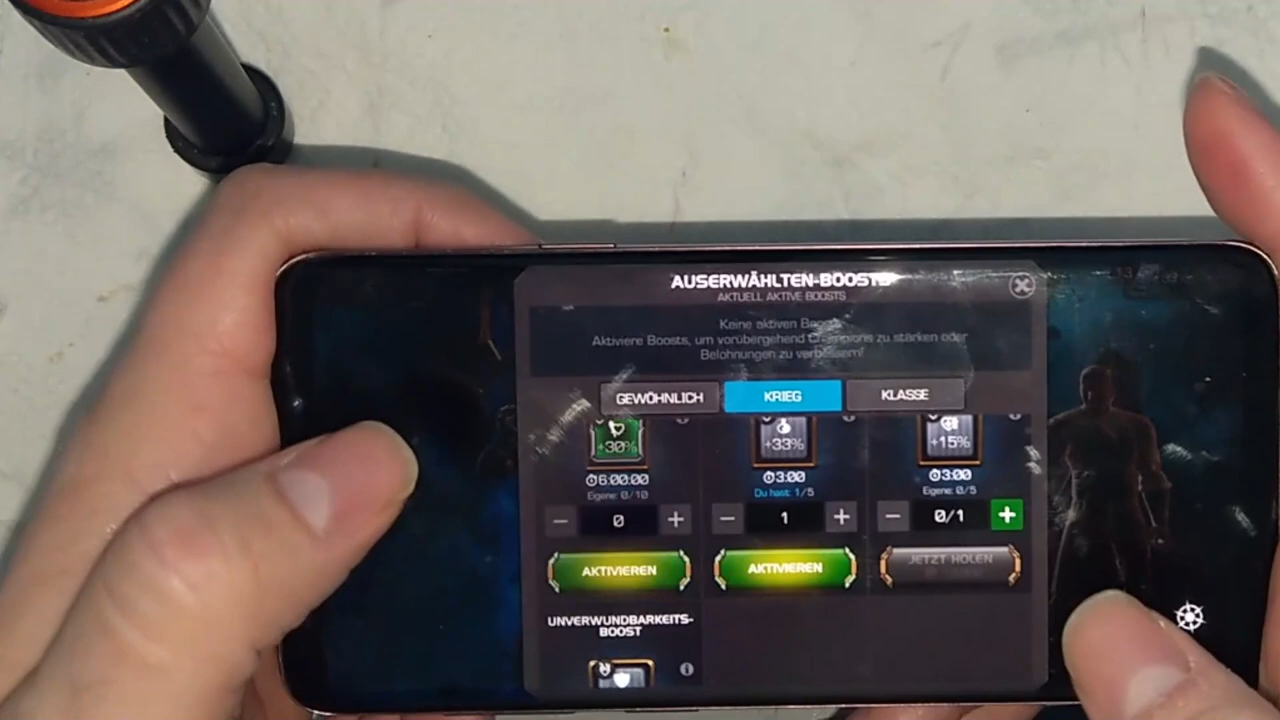 AUSERWÄHLTEN-BOOSTS
AKTUELL AKTIVE BOOSTS
Keine aktiven Boosts.
Aktiviere Boosts, um vorübergehend Champions zu stärken oder
Belohnungen zu verbessern!
GEWÖHNLICH KRIEG KLASSE
+30% +33% +15%
6:00:00 3:00 3:00
Eigene: 0/10 Du hast: 1/5 Eigene: 0/5
− 0 + − 1 + − 0/1 +
AKTIVIEREN AKTIVIEREN JETZT HOLEN
UNVERWUNDBARKEITS-
BOOST